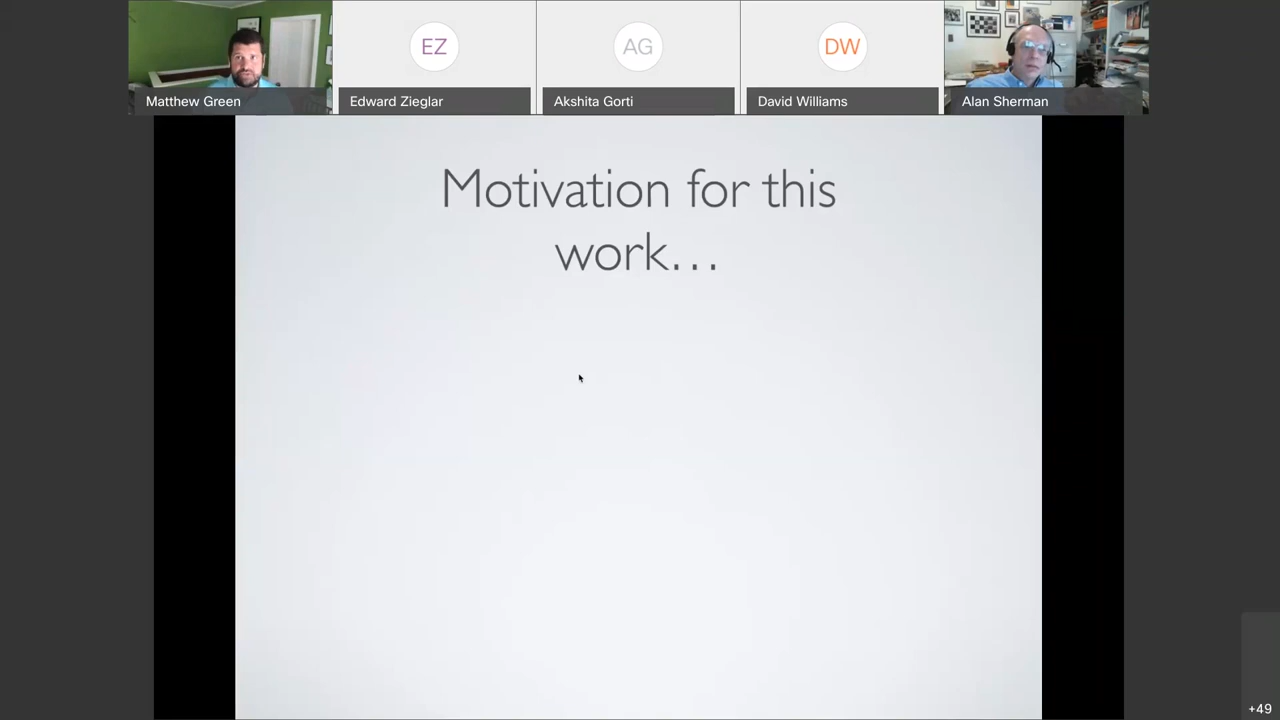 EZ
AG
DW
Matthew Green
Edward Zieglar
Akshita Gorti
David Williams
Alan Sherman
Motivation for this
work…
+49